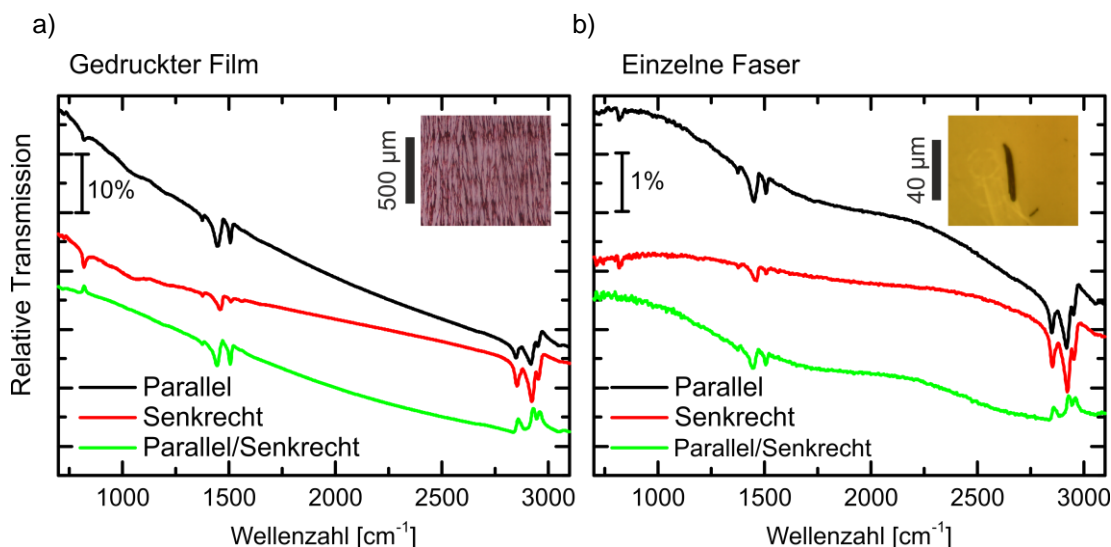 a)
Gedruckter Film
Relative Transmission
10%
500 µm
Parallel
Senkrecht
Parallel/Senkrecht
1000
1500
2000
2500
3000
Wellenzahl [cm⁻¹]
b)
Einzelne Faser
1%
40 µm
Parallel
Senkrecht
Parallel/Senkrecht
1000
1500
2000
2500
3000
Wellenzahl [cm⁻¹]